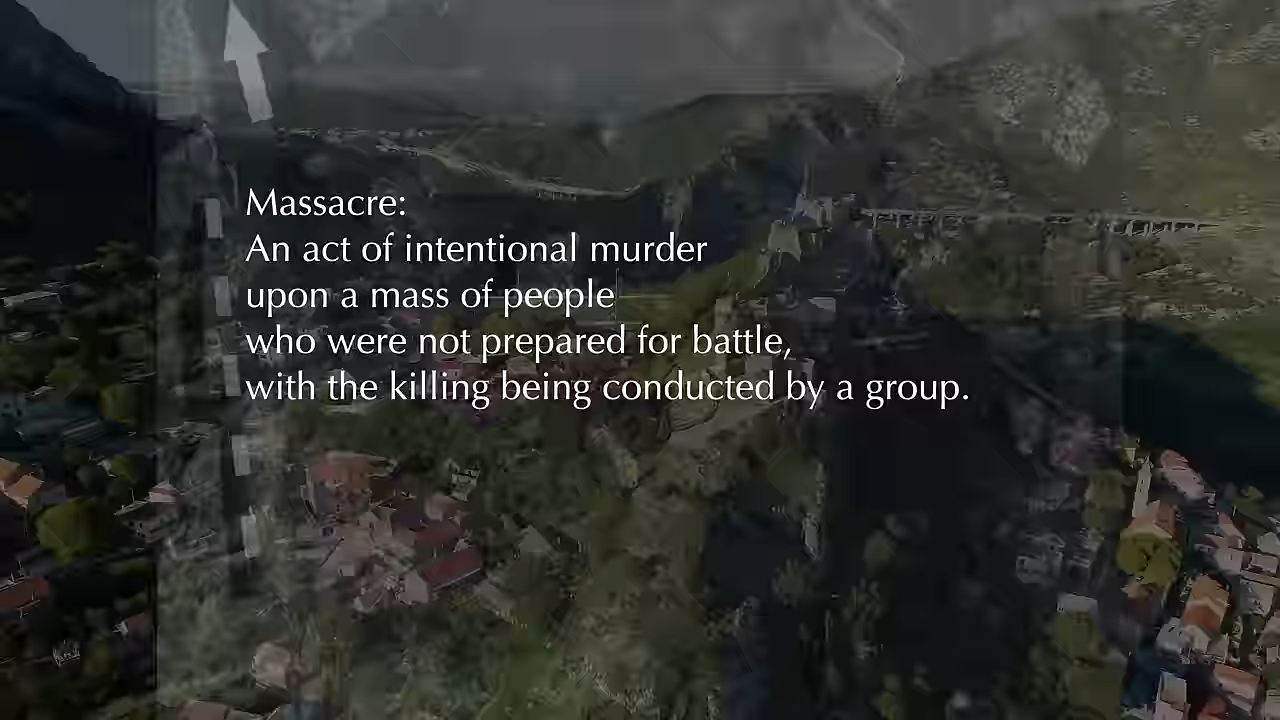 Massacre:
An act of intentional murder
upon a mass of people
who were not prepared for battle,
with the killing being conducted by a group.